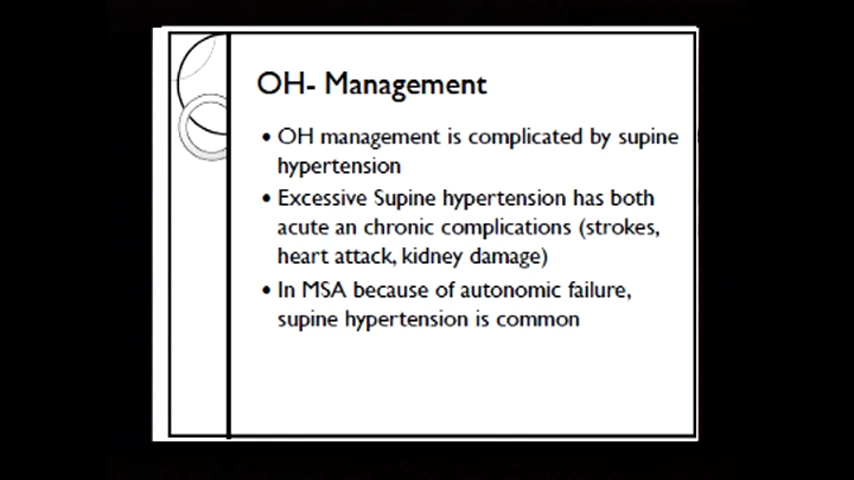 OH- Management
• OH management is complicated by supine
hypertension
• Excessive Supine hypertension has both
acute an chronic complications (strokes,
heart attack, kidney damage)
• In MSA because of autonomic failure,
supine hypertension is common